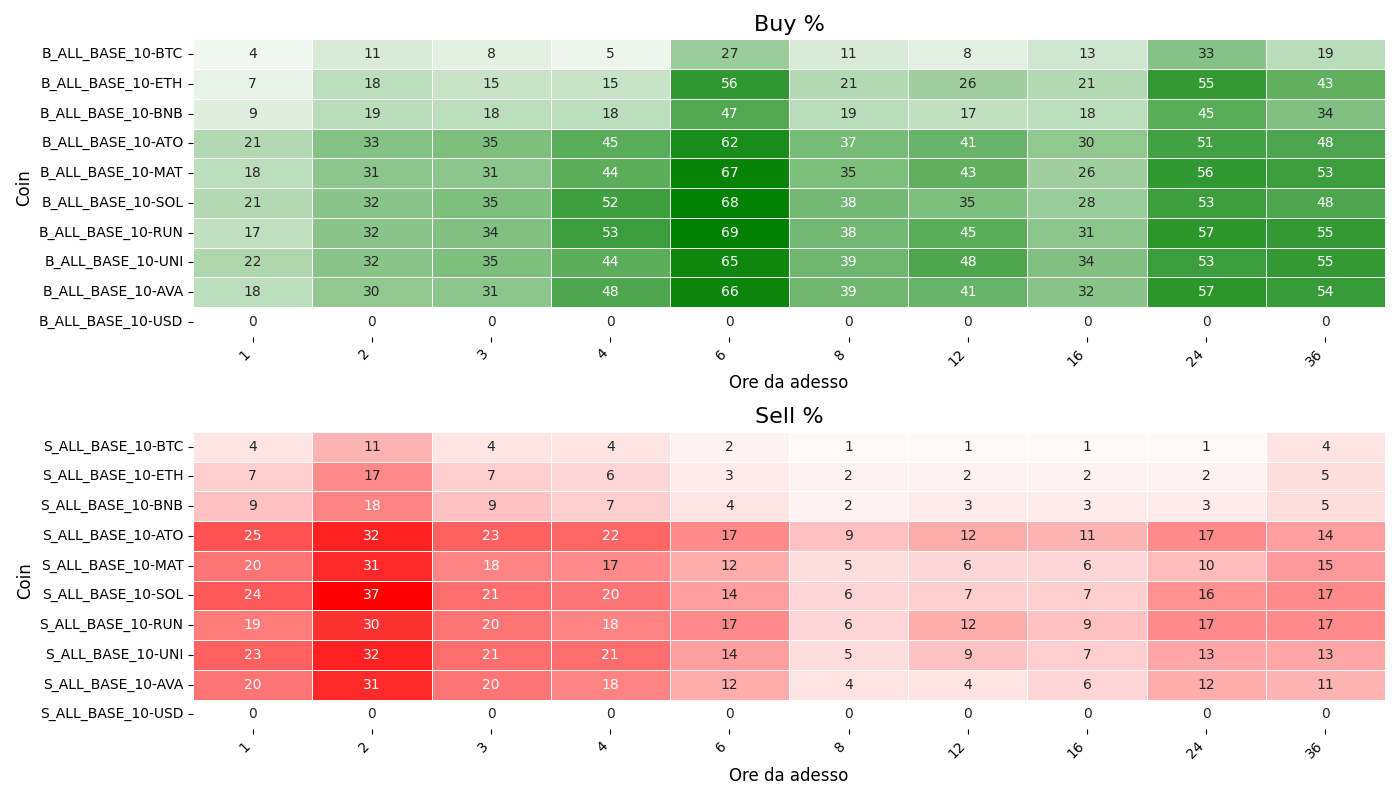 Buy %
Coin
B_ALL_BASE_10-BTC 4 11 8 5 27 11 8 13 33 19
B_ALL_BASE_10-ETH 7 18 15 15 56 21 26 21 55 43
B_ALL_BASE_10-BNB 9 19 18 18 47 19 17 18 45 34
B_ALL_BASE_10-ATO 21 33 35 45 62 37 41 30 51 48
B_ALL_BASE_10-MAT 18 31 31 44 67 35 43 26 56 53
B_ALL_BASE_10-SOL 21 32 35 52 68 38 35 28 53 48
B_ALL_BASE_10-RUN 17 32 34 53 69 38 45 31 57 55
B_ALL_BASE_10-UNI 22 32 35 44 65 39 48 34 53 55
B_ALL_BASE_10-AVA 18 30 31 48 66 39 41 32 57 54
B_ALL_BASE_10-USD 0 0 0 0 0 0 0 0 0 0
1 2 3 4 6 8 12 16 24 36
Ore da adesso
Sell %
Coin
S_ALL_BASE_10-BTC 4 11 4 4 2 1 1 1 1 4
S_ALL_BASE_10-ETH 7 17 7 6 3 2 2 2 2 5
S_ALL_BASE_10-BNB 9 18 9 7 4 2 3 3 3 5
S_ALL_BASE_10-ATO 25 32 23 22 17 9 12 11 17 14
S_ALL_BASE_10-MAT 20 31 18 17 12 5 6 6 10 15
S_ALL_BASE_10-SOL 24 37 21 20 14 6 7 7 16 17
S_ALL_BASE_10-RUN 19 30 20 18 17 6 12 9 17 17
S_ALL_BASE_10-UNI 23 32 21 21 14 5 9 7 13 13
S_ALL_BASE_10-AVA 20 31 20 18 12 4 4 6 12 11
S_ALL_BASE_10-USD 0 0 0 0 0 0 0 0 0 0
1 2 3 4 6 8 12 16 24 36
Ore da adesso